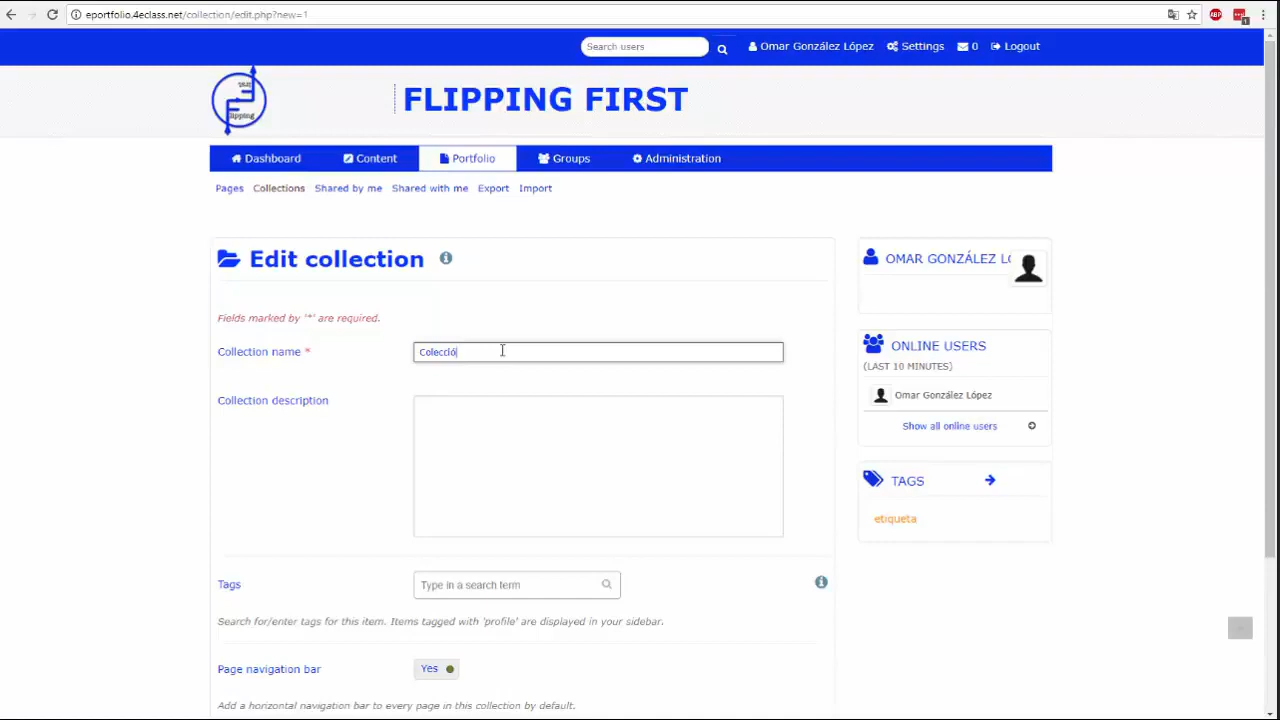 eportfolio.4eclass.net/collection/edit.php?new=1
ABP
Search users
Omar González López
Settings
0
Logout
flipping
FLIPPING FIRST
Dashboard
Content
Portfolio
Groups
Administration
Pages
Collections
Shared by me
Shared with me
Export
Import
Edit collection
Fields marked by '*' are required.
Collection name *
Colecció
Collection description
Tags
Type in a search term
Search for/enter tags for this item. Items tagged with 'profile' are displayed in your sidebar.
Page navigation bar
Yes
Add a horizontal navigation bar to every page in this collection by default.
OMAR GONZÁLEZ LÓ
ONLINE USERS
(LAST 10 MINUTES)
Omar González López
Show all online users
TAGS
etiqueta